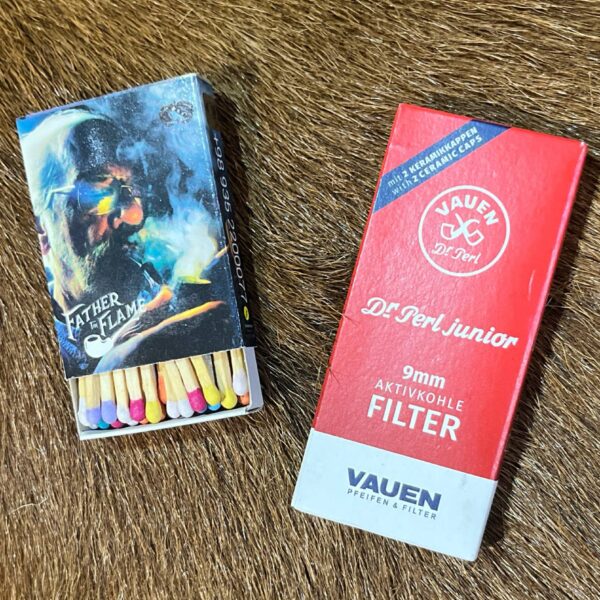 FATHER
THE FLAME
mit 2 KERAMIKKAPPEN
with 2 CERAMIC CAPS
VAUEN
Dr Perl
Dr Perl junior
9mm
AKTIVKOHLE
FILTER
VAUEN
PFEIFEN & FILTER